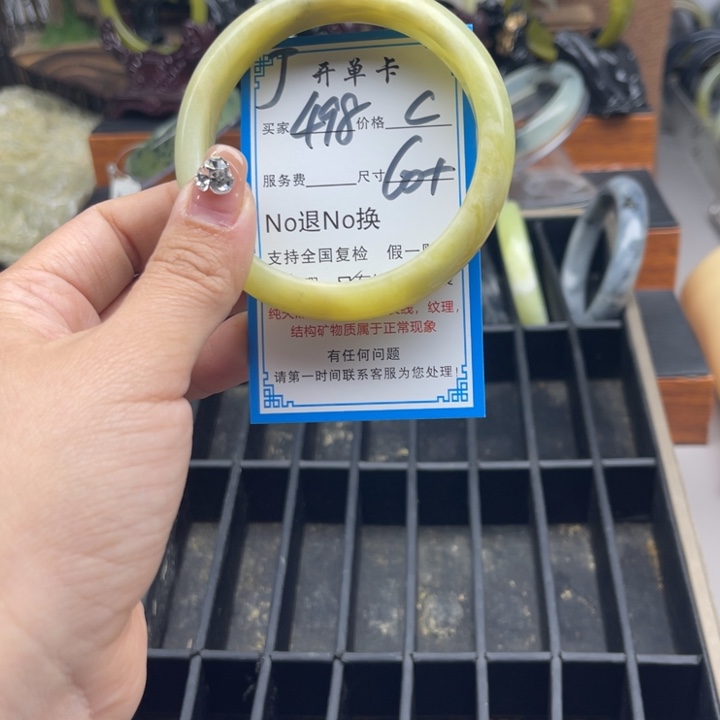 J 开单卡
买家 498 价格 C
服务费 尺寸 60+
No退No换
支持全国复检 假一
纹理,
结构矿物质属于正常现象
有任何问题
请第一时间联系客服为您处理!